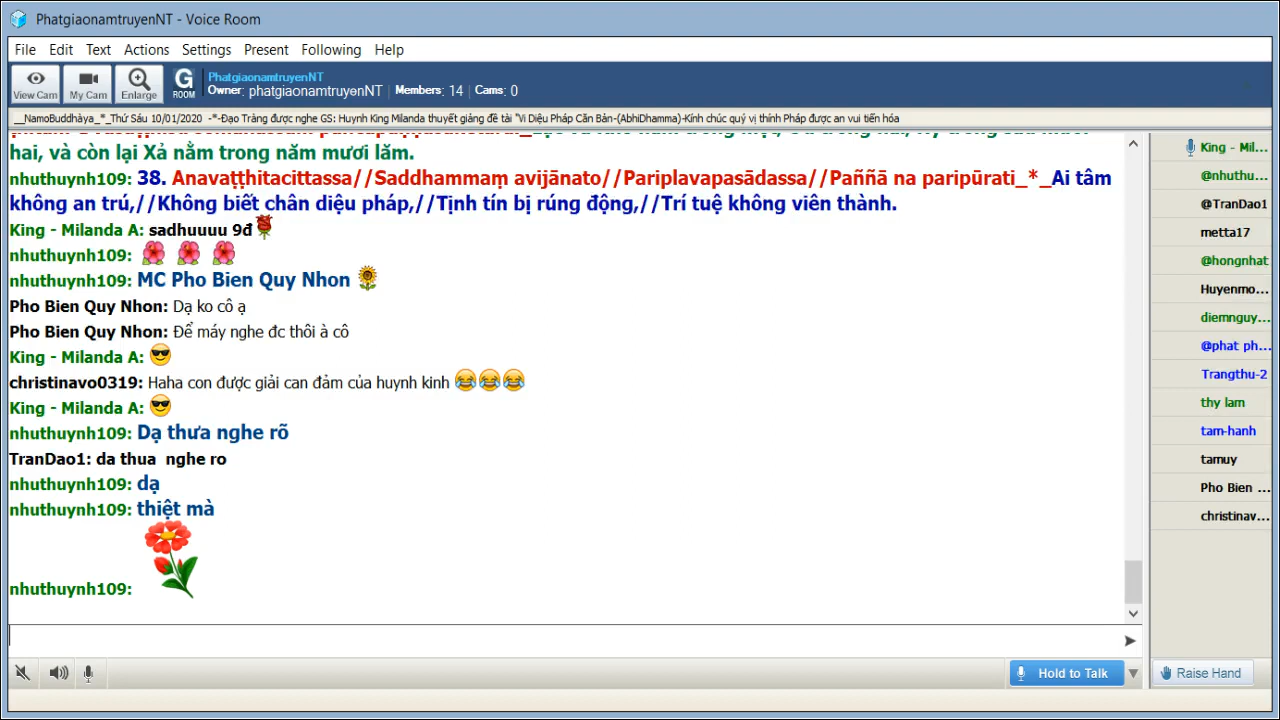 PhatgiaonamtruyenNT - Voice Room
File Edit Text Actions Settings Present Following Help
View Cam My Cam Enlarge G ROOM
PhatgiaonamtruyenNT
Owner: phatgiaonamtruyenNT Members: 14 Cams: 0
__NamoBuddhàya_*_Thứ Sáu 10/01/2020 -*-Đạo Tràng được nghe GS: Huynh King Milanda thuyết giảng đề tài "Vi Diệu Pháp Căn Bản-(AbhiDhamma)-Kính chúc quý vị thính Pháp được an vui tiến hóa
hai, và còn lại Xả nằm trong năm mươi lăm.
nhuthuynh109: 38. Anavaṭṭhitacittassa//Saddhammaṃ avijānato//Pariplavapasādassa//Paññā na paripūrati_*_Ai tâm
không an trú,//Không biết chân diệu pháp,//Tịnh tín bị rúng động,//Trí tuệ không viên thành.
King - Milanda A: sadhuuuu 9đ
nhuthuynh109:
nhuthuynh109: MC Pho Bien Quy Nhon
Pho Bien Quy Nhon: Dạ ko cô ạ
Pho Bien Quy Nhon: Để máy nghe đc thôi à cô
King - Milanda A:
christinavo0319: Haha con được giải can đảm của huynh kinh
King - Milanda A:
nhuthuynh109: Dạ thưa nghe rõ
TranDao1: da thua nghe ro
nhuthuynh109: dạ
nhuthuynh109: thiệt mà
nhuthuynh109:
King - Mil...
@nhuthu...
@TranDao1
metta17
@hongnhat
Huyenmo...
diemnguy...
@phat ph...
Trangthu-2
thy lam
tam-hanh
tamuy
Pho Bien ...
christinav...
Hold to Talk
Raise Hand